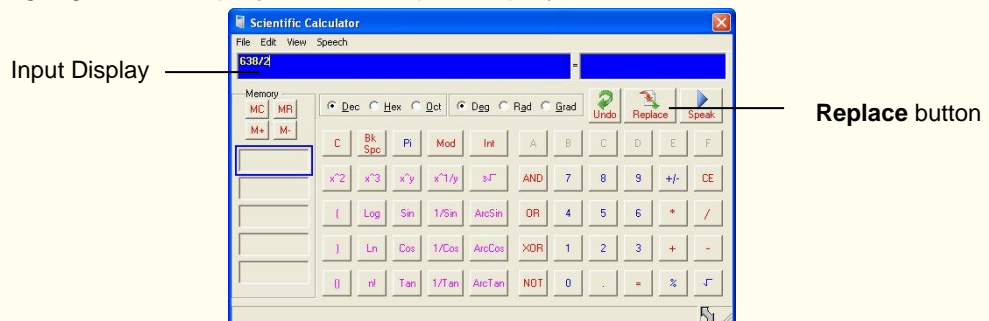 Scientific Calculator
File Edit View Speech
638/2
=
Input Display
Memory
MC MR
M+ M-
Dec Hex Oct Deg Rad Grad
Undo Replace Speak
Replace button
C Bk Spc Pi Mod Int A B C D E F
x^2 x^3 x^y x^1/y 3√ AND 7 8 9 +/- CE
( Log Sin 1/Sin ArcSin OR 4 5 6 * /
) Ln Cos 1/Cos ArcCos XOR 1 2 3 + -
() n! Tan 1/Tan ArcTan NOT 0 . = % √